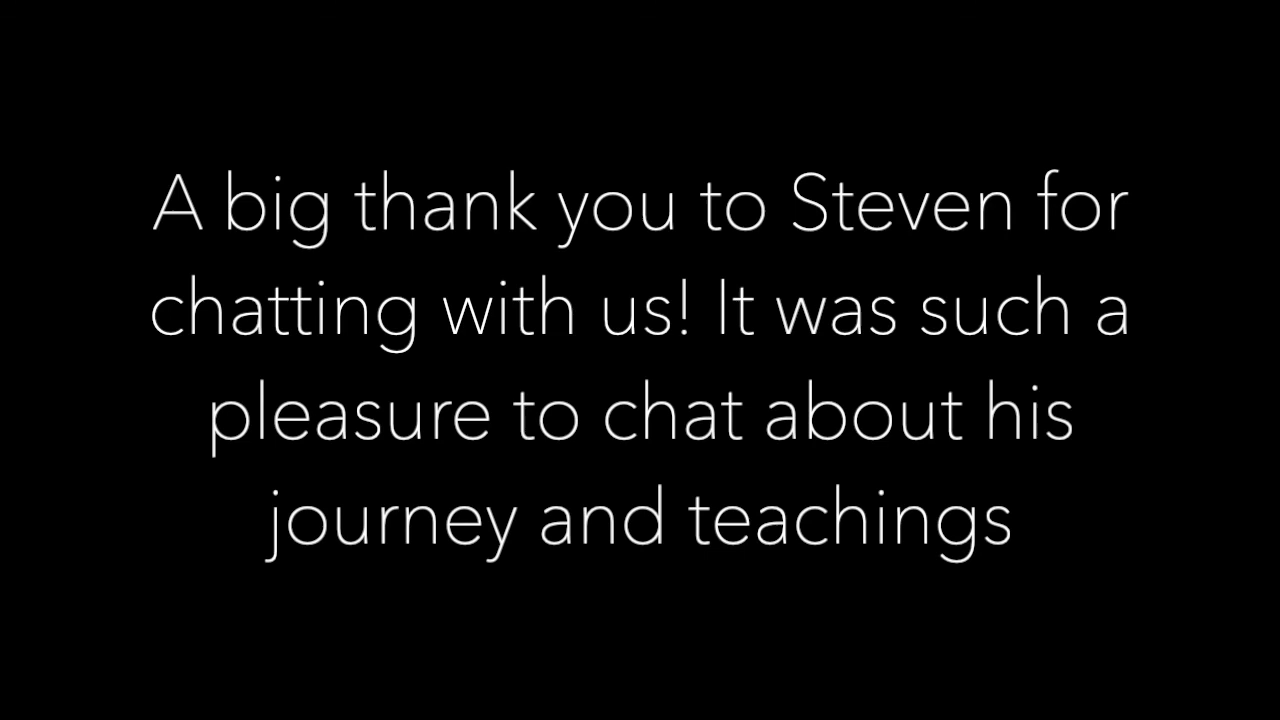 A big thank you to Steven for
chatting with us! It was such a
pleasure to chat about his
journey and teachings